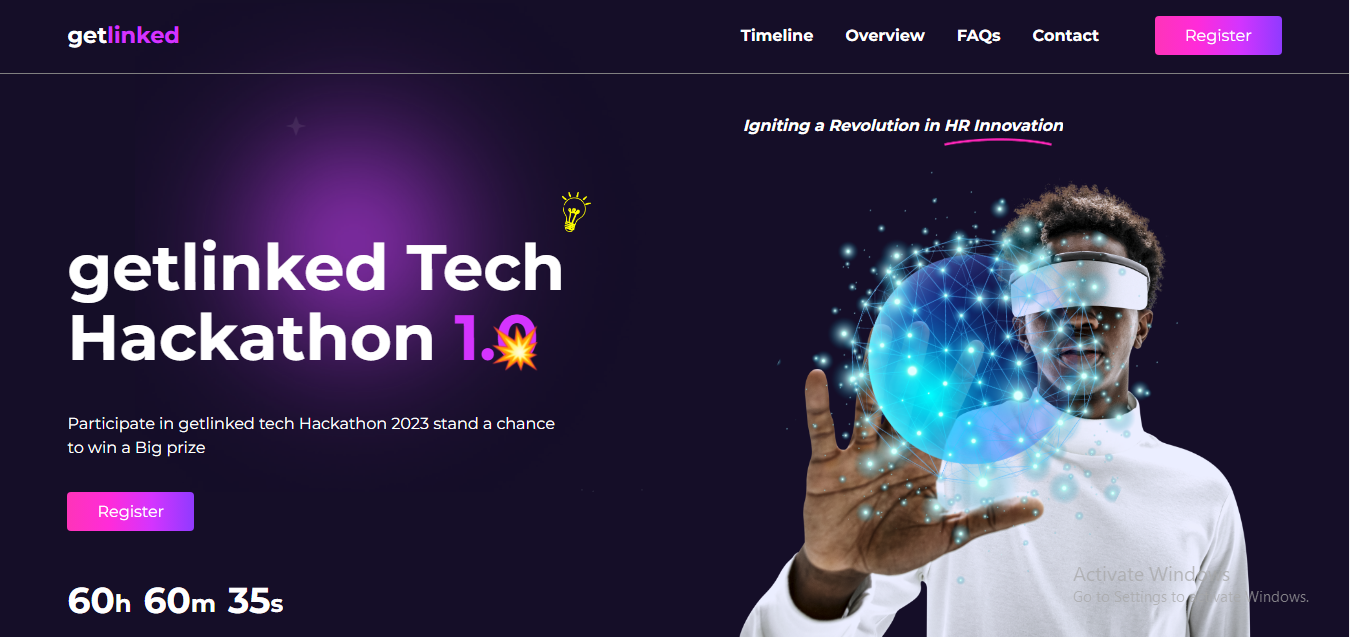 getlinked
Timeline Overview FAQs Contact Register
Igniting a Revolution in HR Innovation
getlinked Tech
Hackathon 1.0
Participate in getlinked tech Hackathon 2023 stand a chance
to win a Big prize
Register
60h 60m 35s
Activate Windows
Go to Settings to activate Windows.